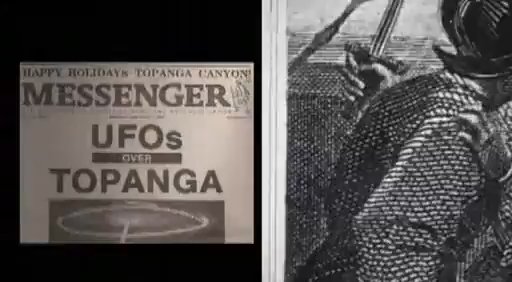 HAPPY HOLIDAYS TOPANGA CANYON!
MESSENGER
UFOs
OVER
TOPANGA